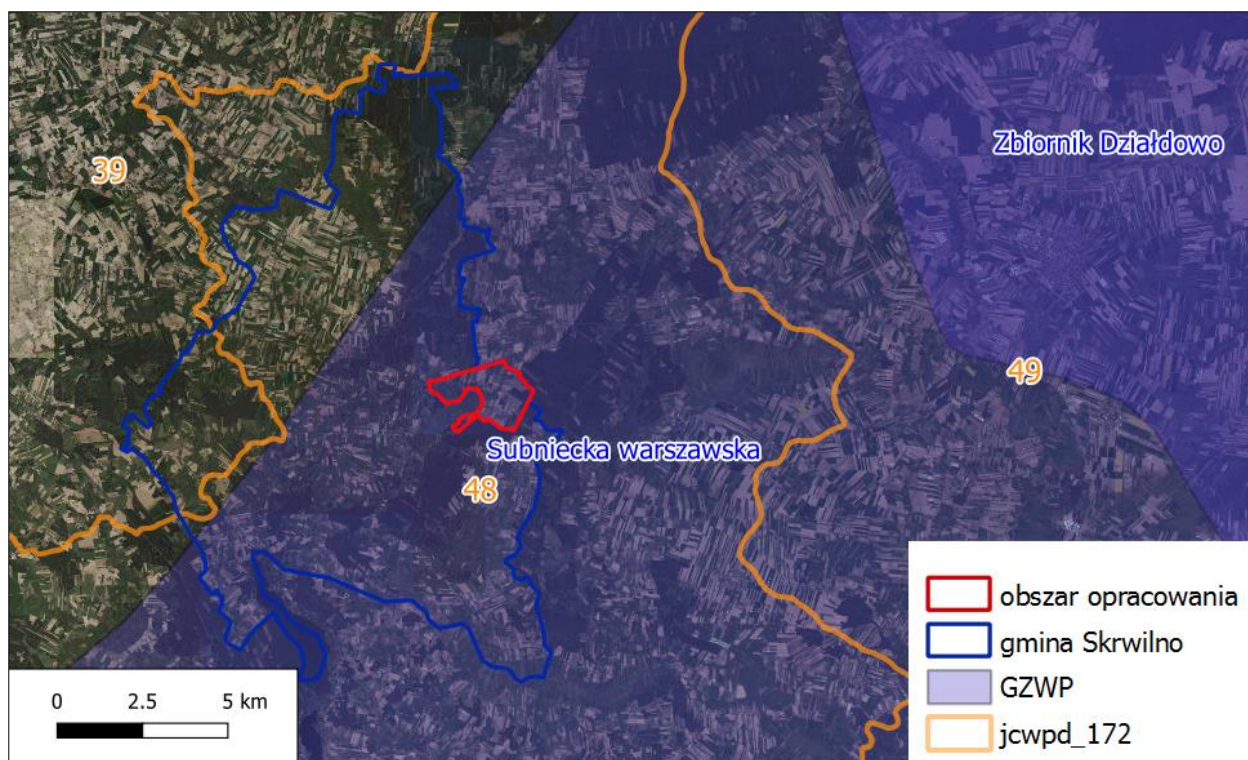 Zbiornik Działdowo
39
49
Subniecka warszawska
48
obszar opracowania
gmina Skrwilno
GZWP
jcwpd_172
0 2.5 5 km